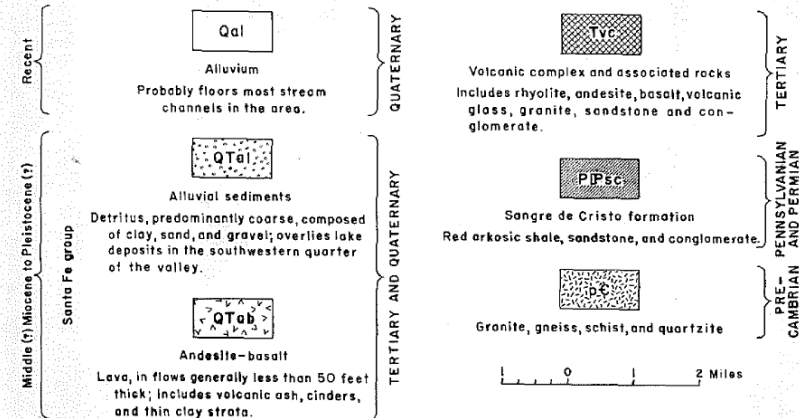 Recent
Qal
Alluvium
Probably floors most stream
channels in the area.
QUATERNARY
Middle (?) Miocene to Pleistocene (?)
Santa Fe group
QTal
Alluvial sediments
Detritus, predominantly coarse, composed
of clay, sand, and gravel; overlies lake
deposits in the southwestern quarter
of the valley.
QTab
Andesite-basalt
Lava, in flows generally less than 50 feet
thick; includes volcanic ash, cinders,
and thin clay strata.
TERTIARY AND QUATERNARY
Tvc
Volcanic complex and associated rocks
Includes rhyolite, andesite, basalt, volcanic
glass, granite, sandstone and con-
glomerate.
TERTIARY
PIPsc
Sangre de Cristo formation
Red arkosic shale, sandstone, and conglomerate.
PENNSYLVANIAN
AND PERMIAN
p€
Granite, gneiss, schist, and quartzite
PRE-
CAMBRIAN
1 0 1 2 Miles